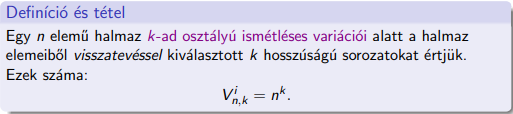 Definíció és tétel
Egy n elemű halmaz k-ad osztályú ismétléses variációi alatt a halmaz
elemeiből visszatevéssel kiválasztott k hosszúságú sorozatokat értjük.
Ezek száma:
V^i_{n,k} = n^k.